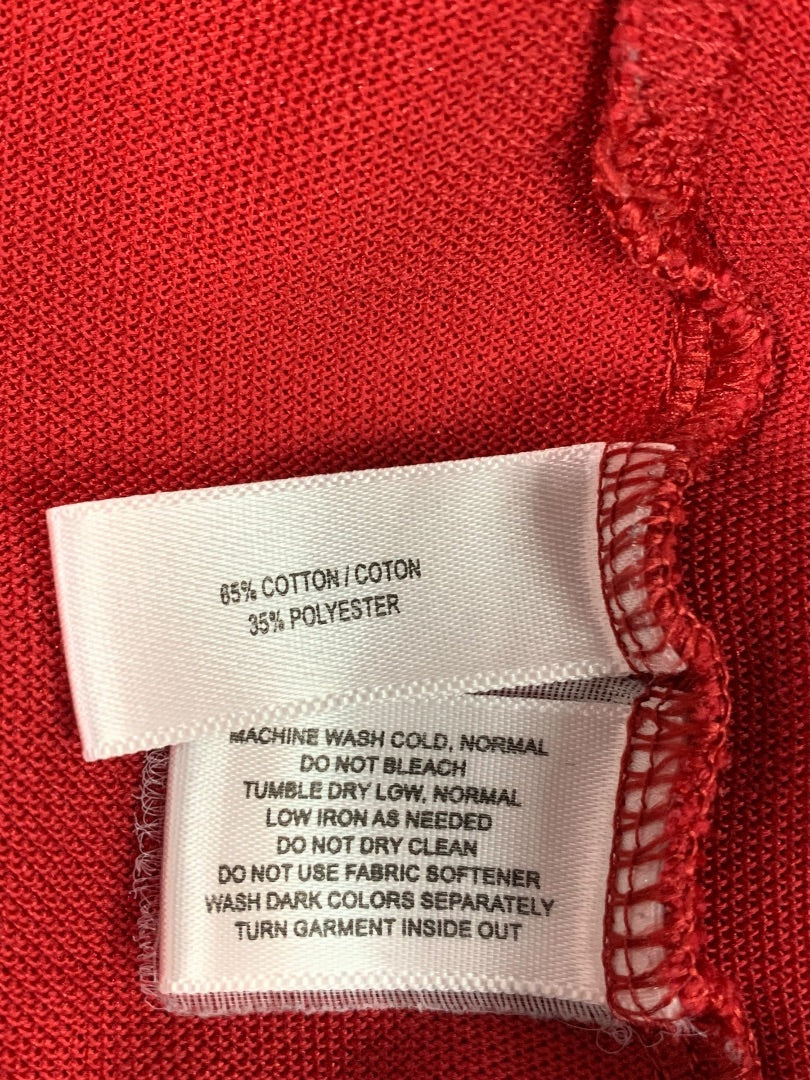 65% COTTON / COTON
35% POLYESTER
MACHINE WASH COLD, NORMAL
DO NOT BLEACH
TUMBLE DRY LOW, NORMAL
LOW IRON AS NEEDED
DO NOT DRY CLEAN
DO NOT USE FABRIC SOFTENER
WASH DARK COLORS SEPARATELY
TURN GARMENT INSIDE OUT